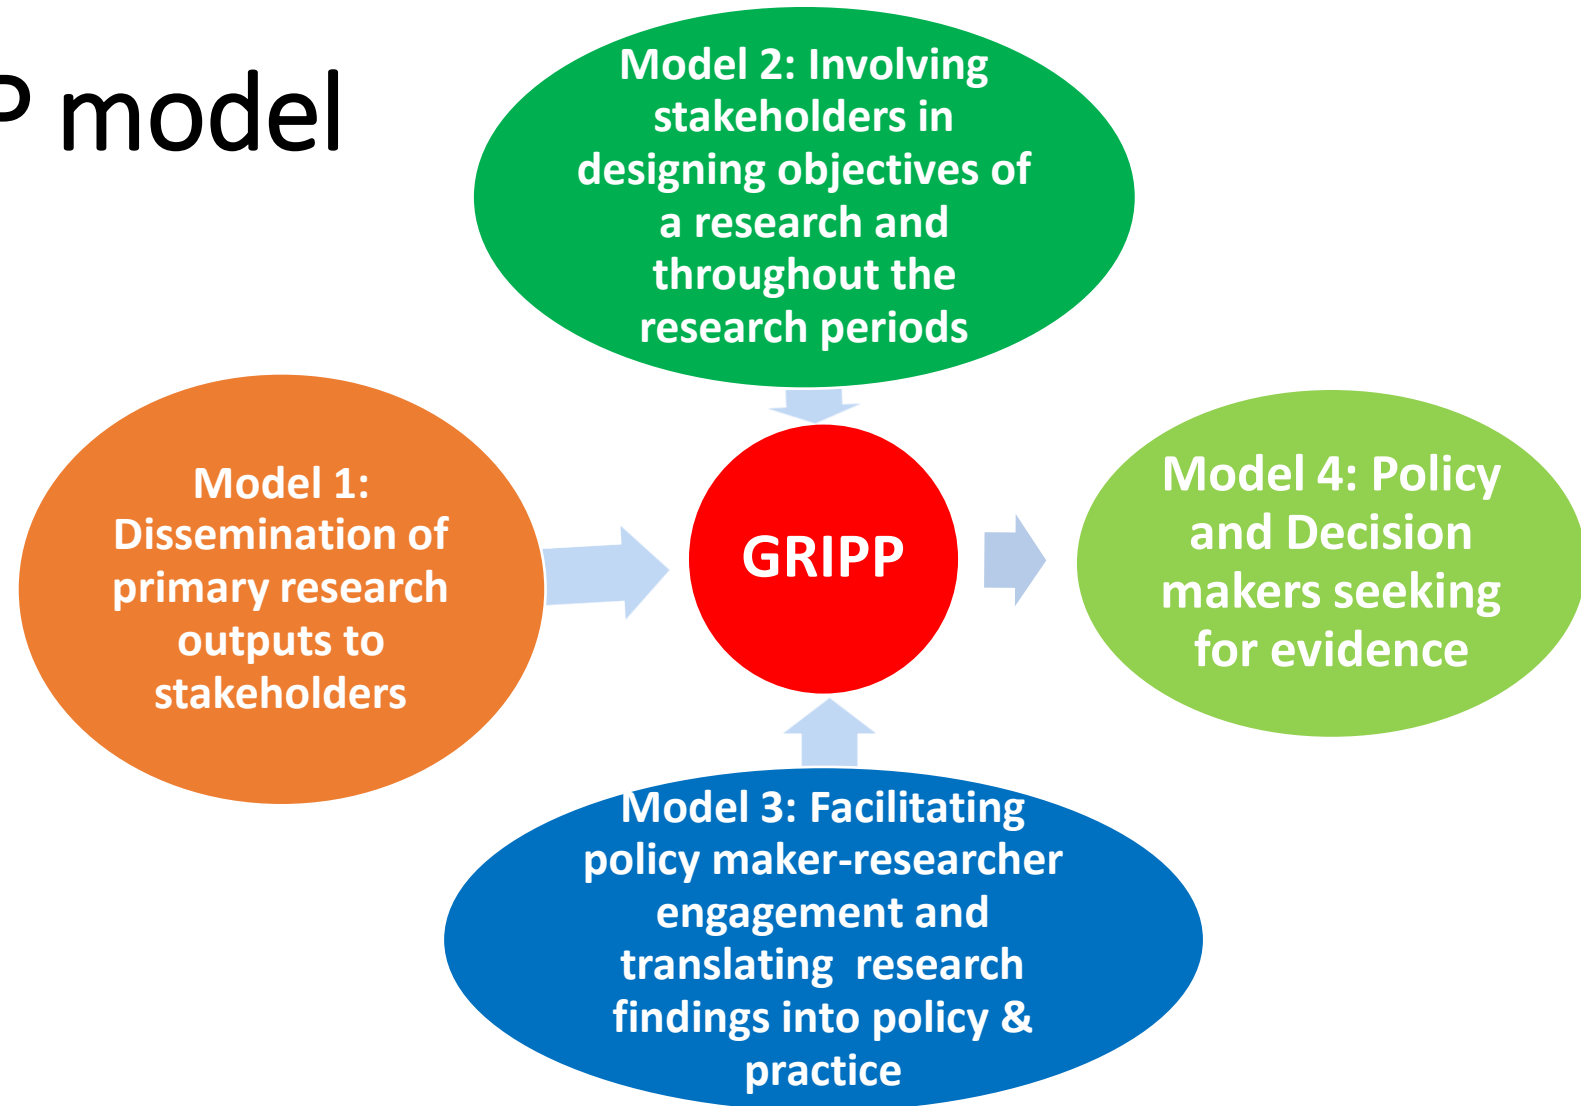 P model
Model 2: Involving
stakeholders in
designing objectives of
a research and
throughout the
research periods
Model 1:
Dissemination of
primary research
outputs to
stakeholders
GRIPP
Model 4: Policy
and Decision
makers seeking
for evidence
Model 3: Facilitating
policy maker-researcher
engagement and
translating  research
findings into policy &
practice